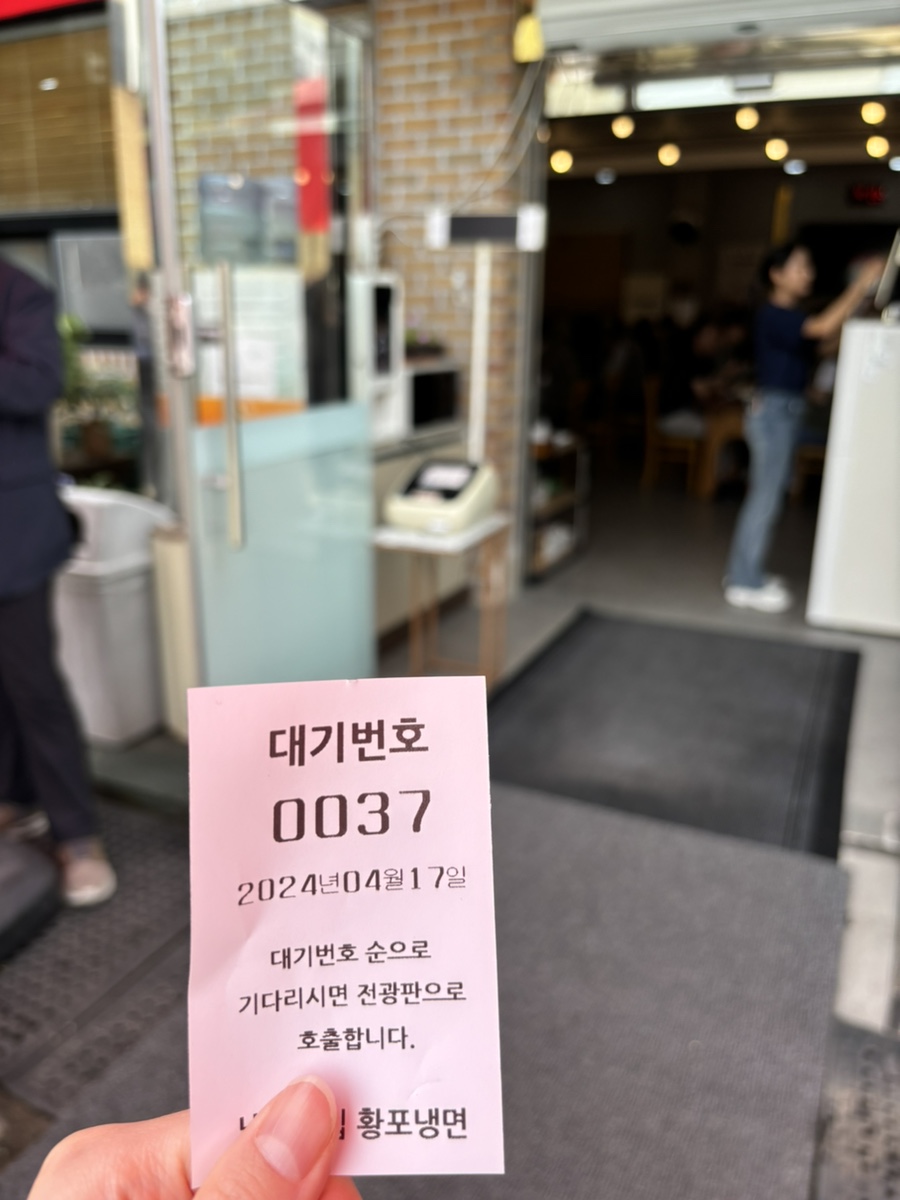 대기번호
0037
2024년04월17일
대기번호 순으로
기다리시면 전광판으로
호출합니다.
황포냉면